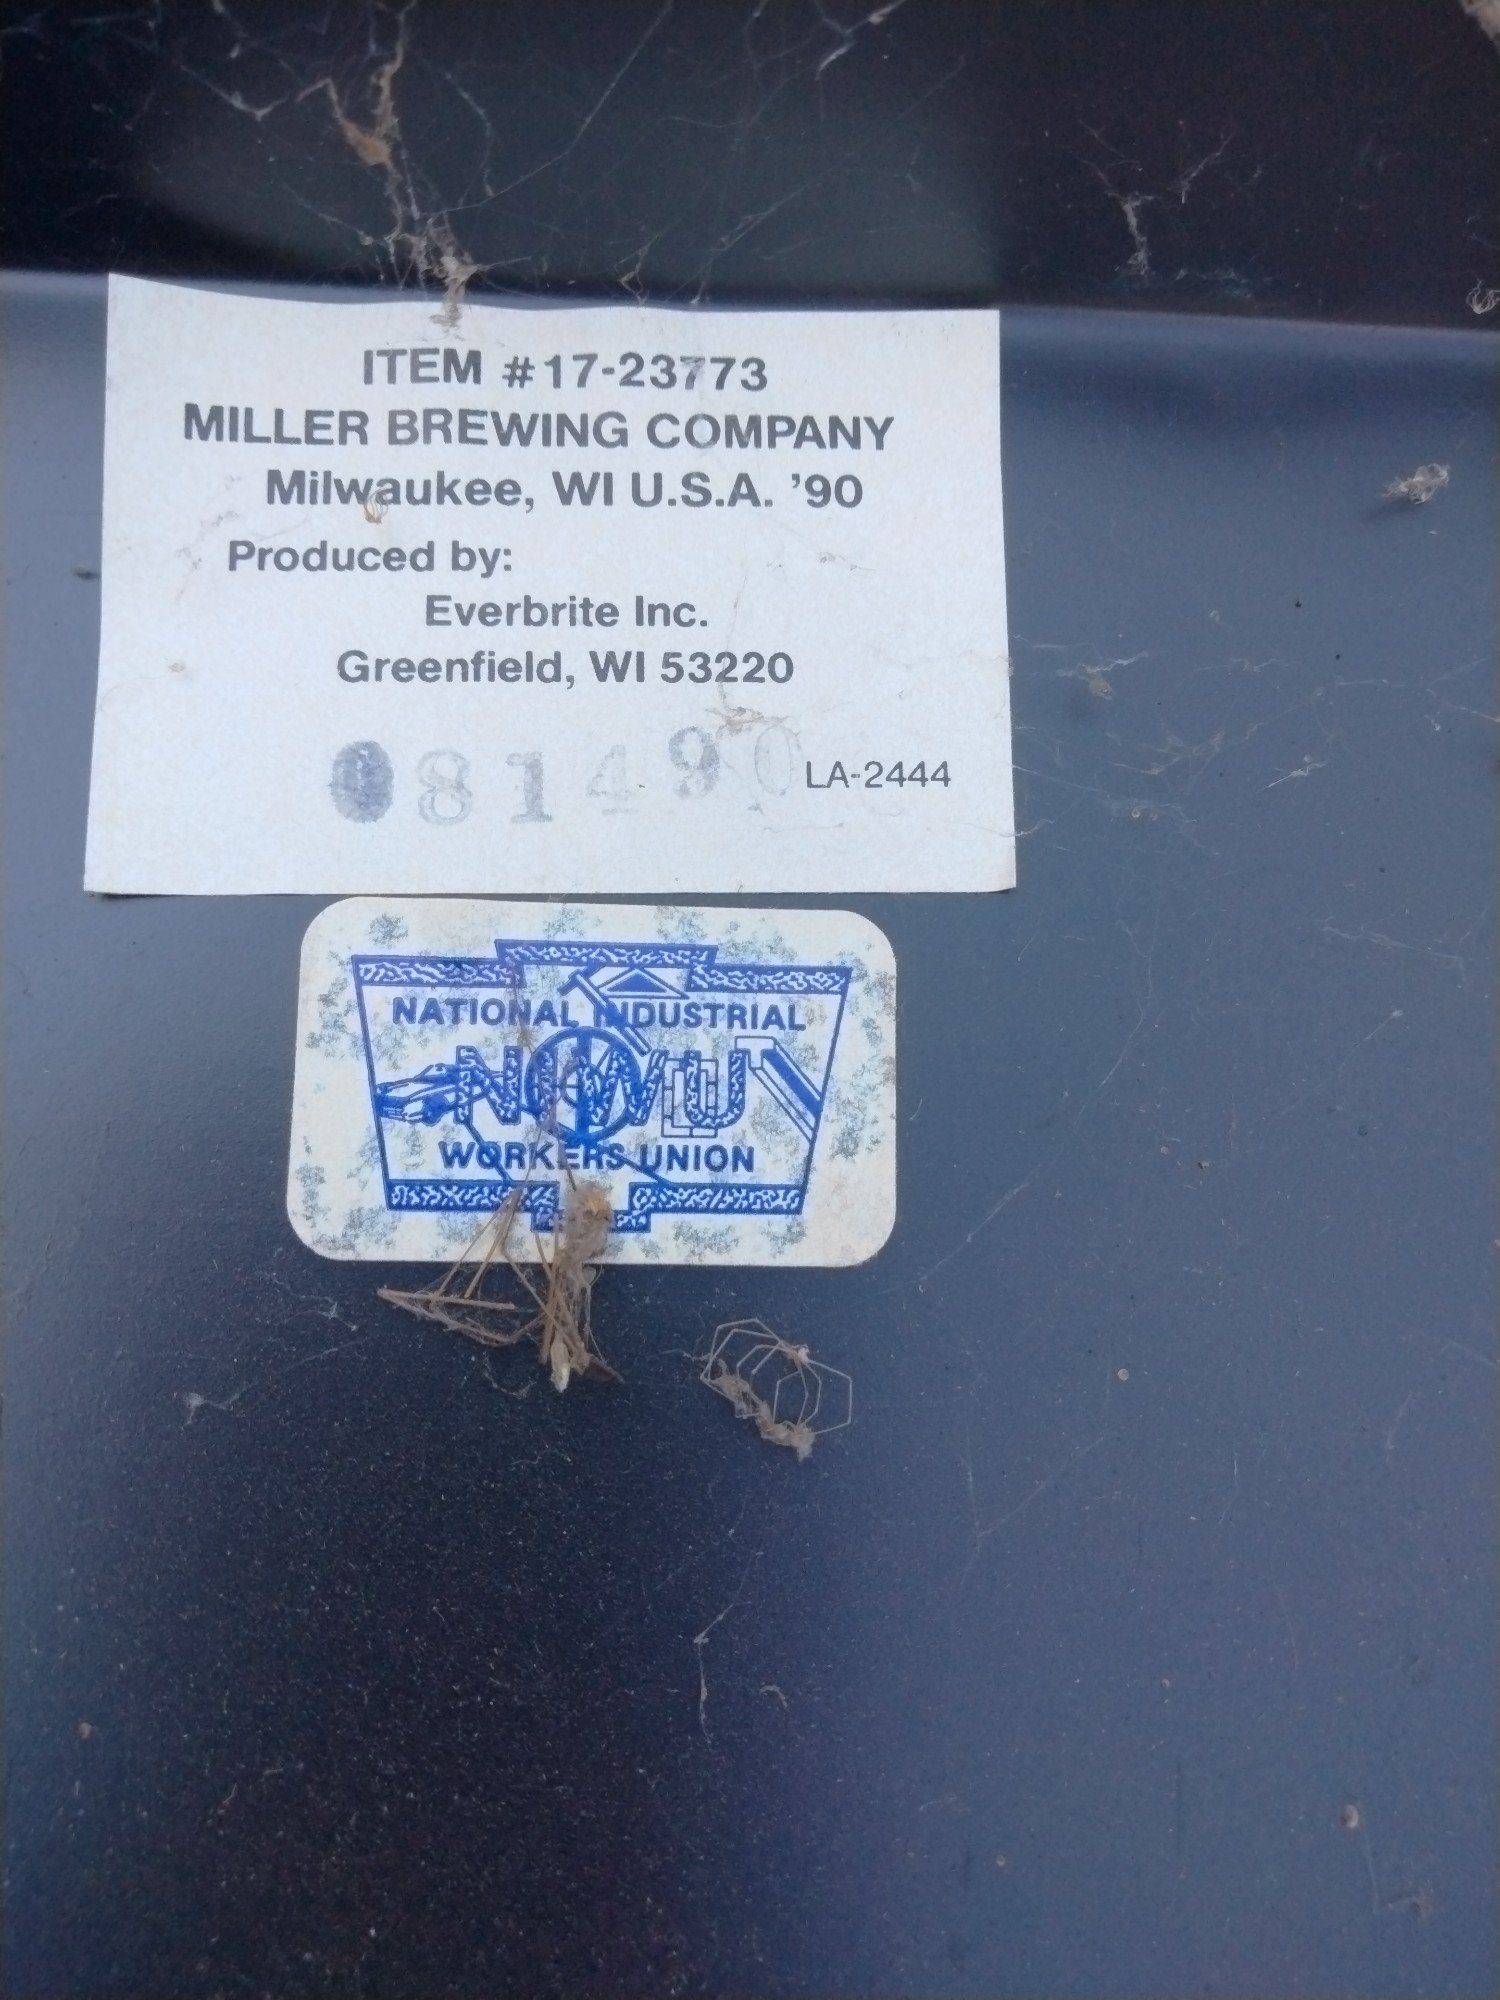 ITEM #17-23773
MILLER BREWING COMPANY
Milwaukee, WI U.S.A. '90
Produced by:
Everbrite Inc.
Greenfield, WI 53220
081490 LA-2444
NATIONAL INDUSTRIAL
NIWU
WORKERS UNION